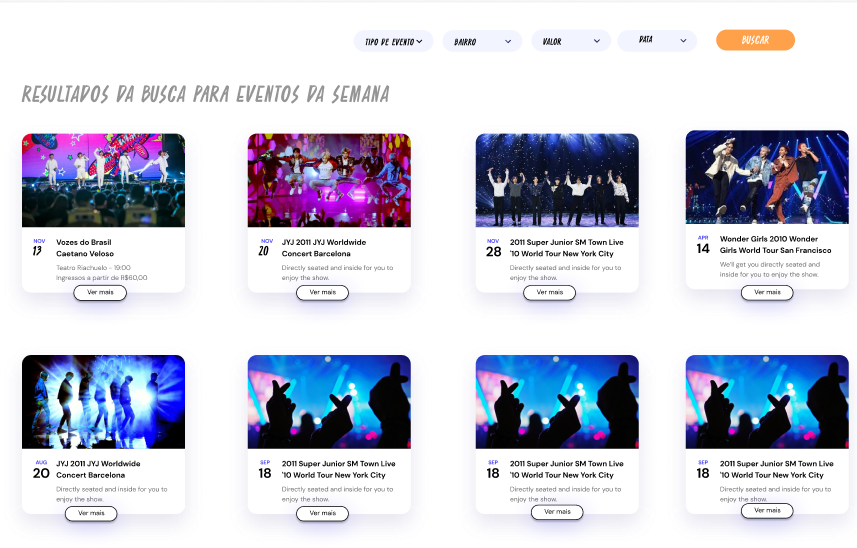 TIPO DE EVENTO
BAIRRO
VALOR
DATA
BUSCAR
RESULTADOS DA BUSCA PARA EVENTOS DA SEMANA
NOV
13
Vozes do Brasil
Caetano Veloso
Teatro Riachuelo - 19:00
Ingressos a partir de R$60,00
Ver mais
NOV
20
JYJ 2011 JYJ Worldwide
Concert Barcelona
Directly seated and inside for you to
enjoy the show.
Ver mais
NOV
28
2011 Super Junior SM Town Live
'10 World Tour New York City
Directly seated and inside for you to
enjoy the show.
Ver mais
APR
14
Wonder Girls 2010 Wonder
Girls World Tour San Francisco
We'll get you directly seated and
inside for you to enjoy the show.
Ver mais
AUG
20
JYJ 2011 JYJ Worldwide
Concert Barcelona
Directly seated and inside for you to
enjoy the show.
Ver mais
SEP
18
2011 Super Junior SM Town Live
'10 World Tour New York City
Directly seated and inside for you to
enjoy the show.
Ver mais
SEP
18
2011 Super Junior SM Town Live
'10 World Tour New York City
Directly seated and inside for you to
enjoy the show.
Ver mais
SEP
18
2011 Super Junior SM Town Live
'10 World Tour New York City
Directly seated and inside for you to
enjoy the show.
Ver mais